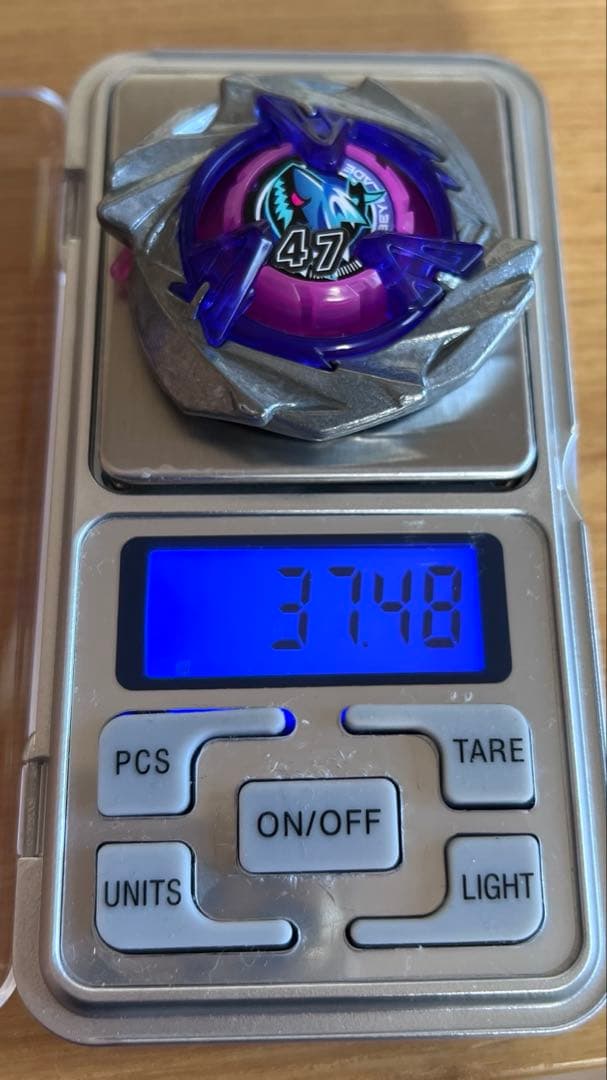 47
37.48
PCS
TARE
ON/OFF
UNITS
LIGHT